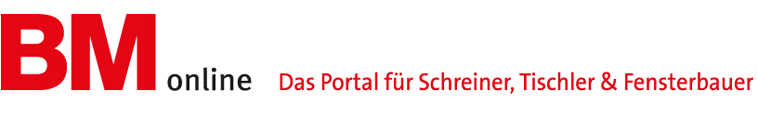 BM online Das Portal für Schreiner, Tischler & Fensterbauer